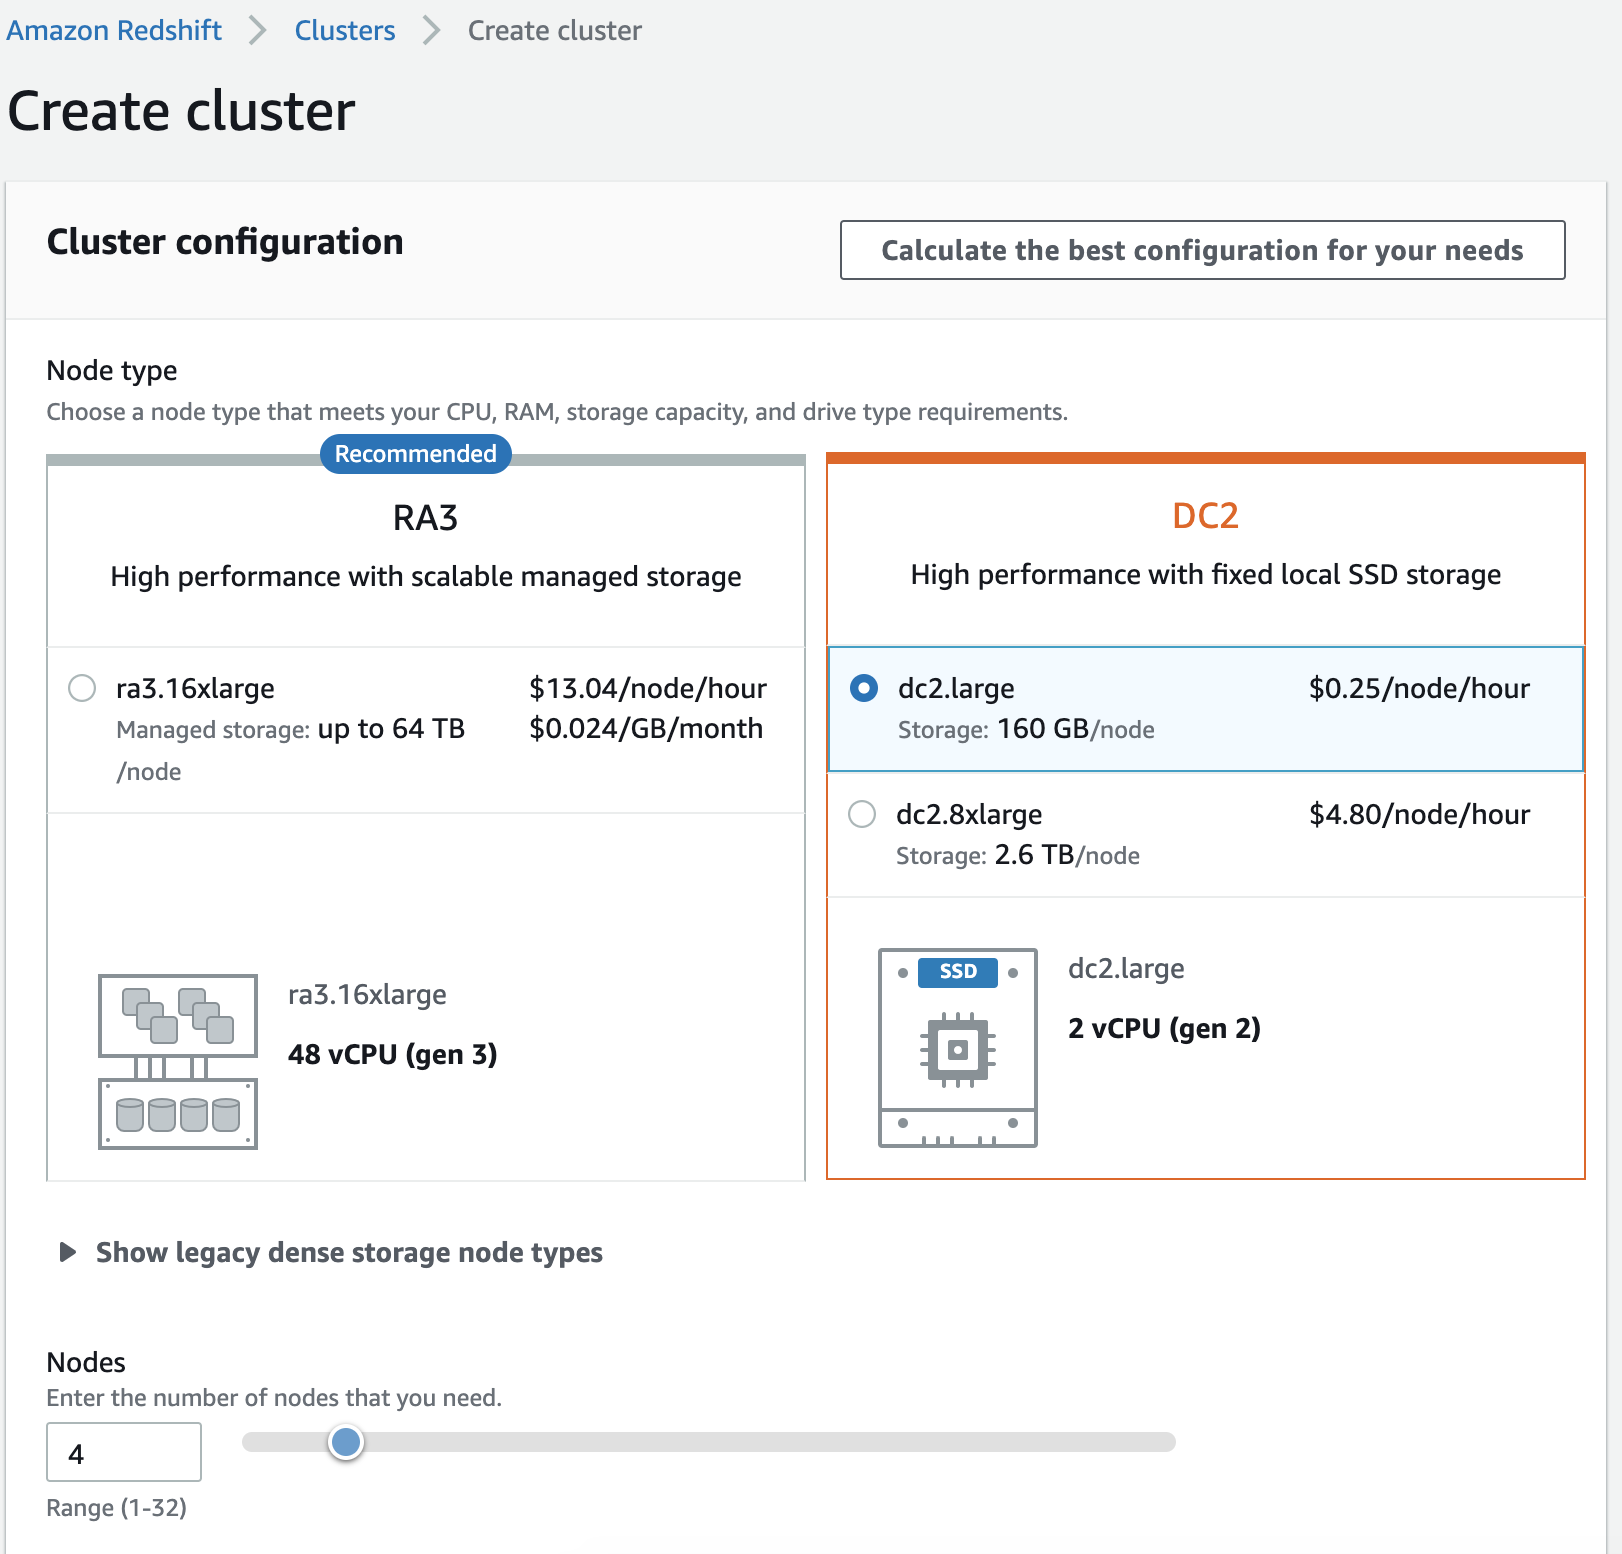 Amazon Redshift > Clusters > Create cluster
Create cluster
Cluster configuration
Calculate the best configuration for your needs
Node type
Choose a node type that meets your CPU, RAM, storage capacity, and drive type requirements.
Recommended
RA3
High performance with scalable managed storage
ra3.16xlarge $13.04/node/hour
Managed storage: up to 64 TB $0.024/GB/month
/node
ra3.16xlarge
48 vCPU (gen 3)
DC2
High performance with fixed local SSD storage
dc2.large $0.25/node/hour
Storage: 160 GB/node
dc2.8xlarge $4.80/node/hour
Storage: 2.6 TB/node
SSD
dc2.large
2 vCPU (gen 2)
Show legacy dense storage node types
Nodes
Enter the number of nodes that you need.
4
Range (1-32)